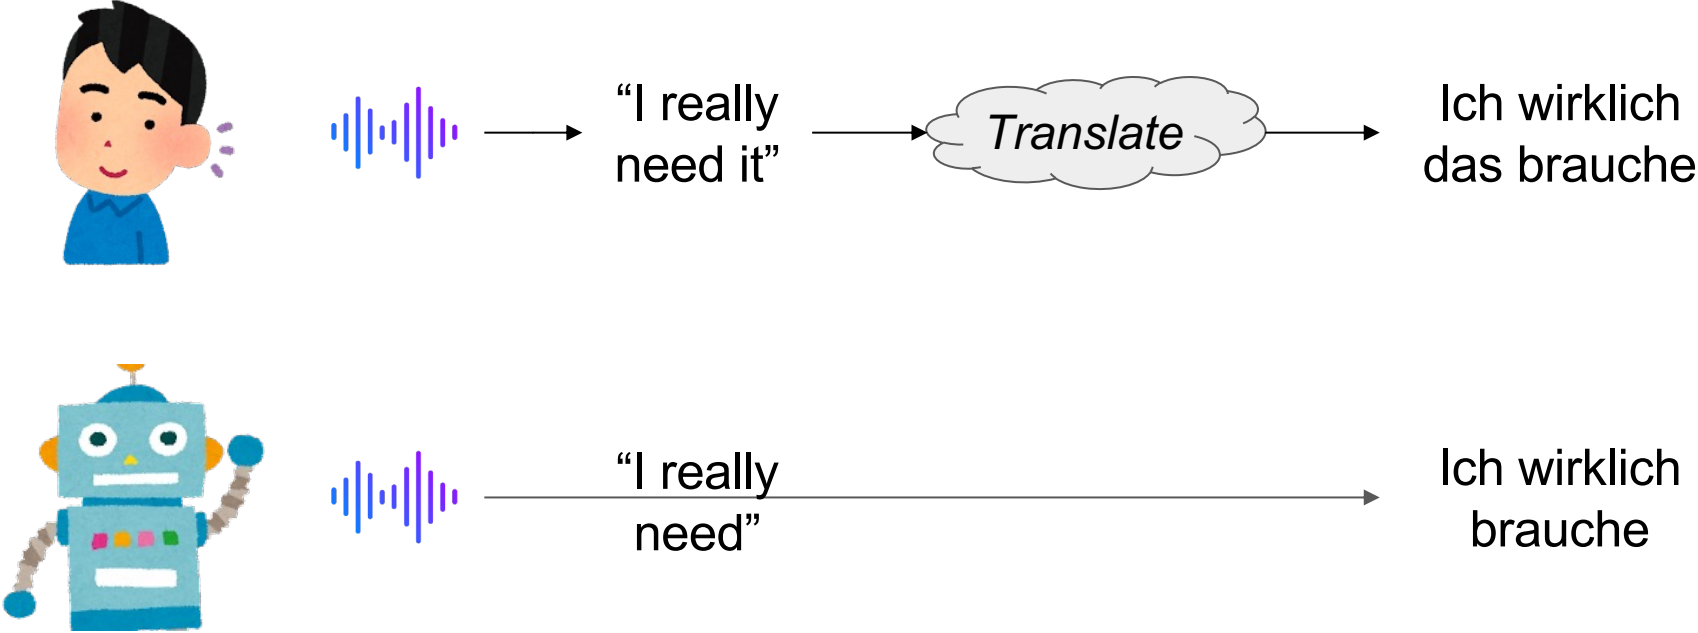 “I really
need it”
Translate
Ich wirklich
das brauche
“I really
need”
Ich wirklich
brauche